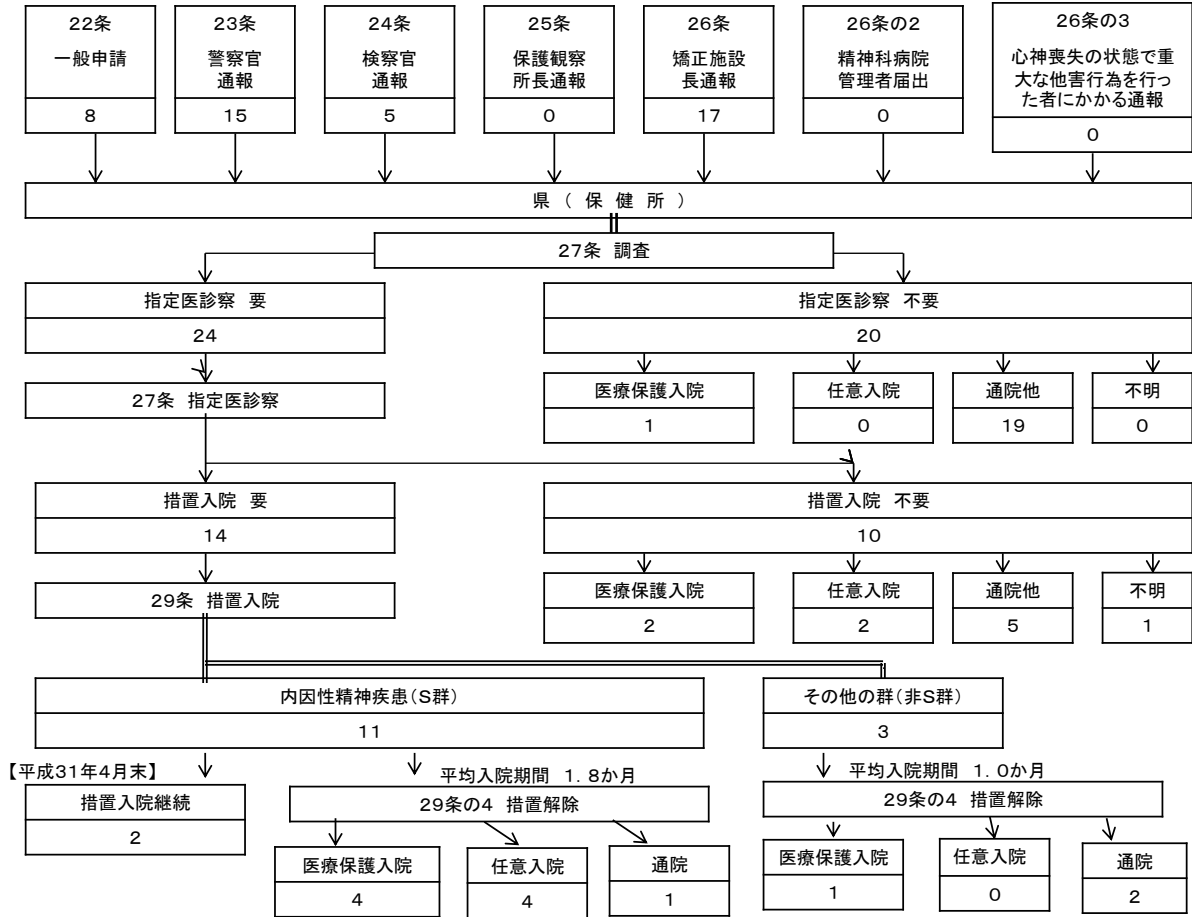 22条
一般申請
8
23条
警察官
通報
15
24条
検察官
通報
5
25条
保護観察
所長通報
0
26条
矯正施設
長通報
17
26条の2
精神科病院
管理者届出
0
26条の3
心神喪失の状態で重
大な他害行為を行っ
た者にかかる通報
0
県 ( 保 健 所 )
27条 調査
指定医診察 要
24
指定医診察 不要
20
27条 指定医診察
医療保護入院
1
任意入院
0
通院他
19
不明
0
措置入院 要
14
措置入院 不要
10
29条 措置入院
医療保護入院
2
任意入院
2
通院他
5
不明
1
内因性精神疾患(S群)
11
その他の群(非S群)
3
【平成31年4月末】
措置入院継続
2
平均入院期間 1.8か月
29条の4 措置解除
医療保護入院
4
任意入院
4
通院
1
平均入院期間 1.0か月
29条の4 措置解除
医療保護入院
1
任意入院
0
通院
2